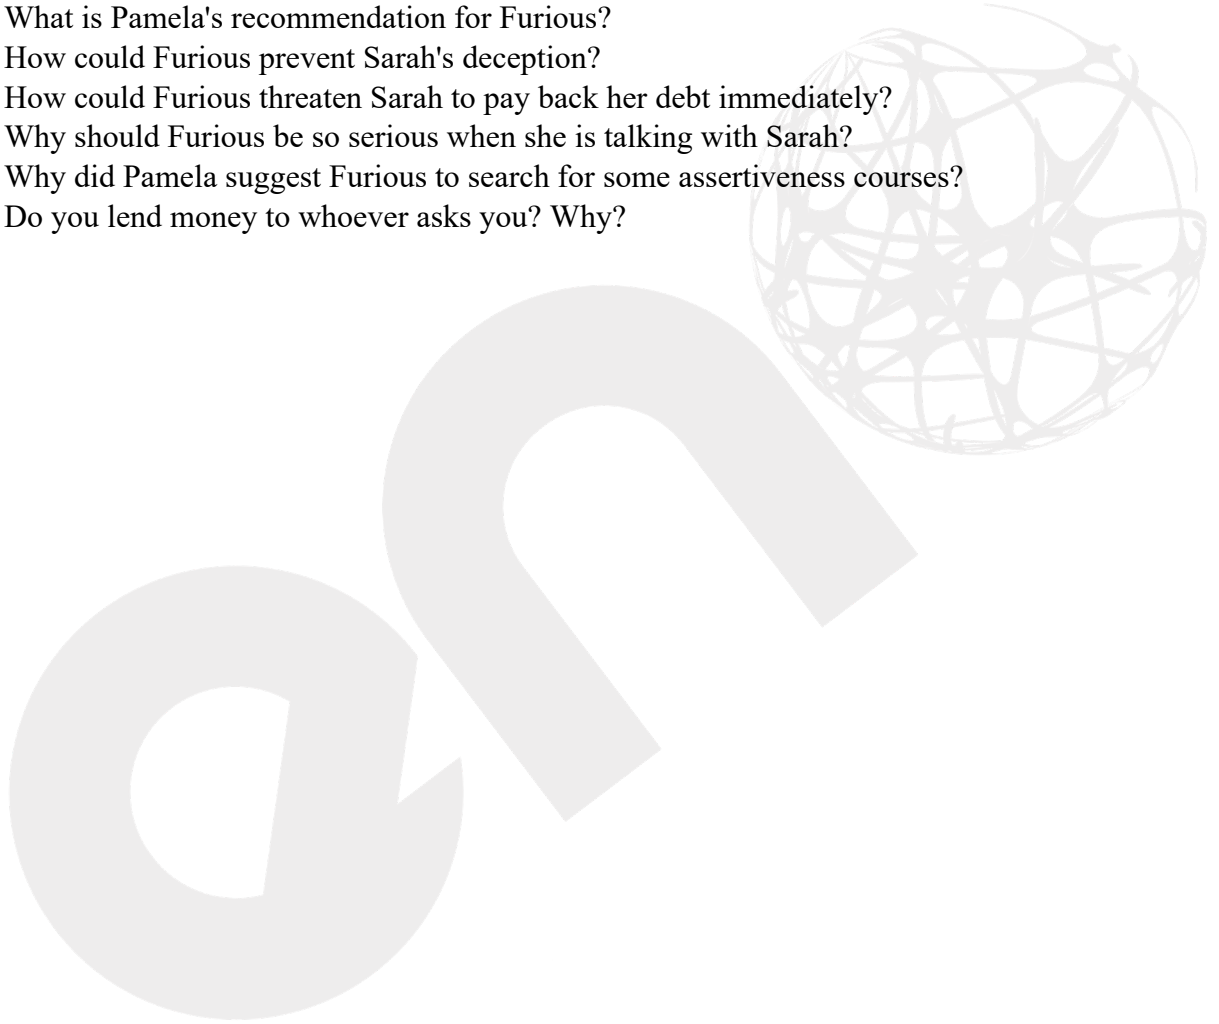 What is Pamela's recommendation for Furious?
How could Furious prevent Sarah's deception?
How could Furious threaten Sarah to pay back her debt immediately?
Why should Furious be so serious when she is talking with Sarah?
Why did Pamela suggest Furious to search for some assertiveness courses?
Do you lend money to whoever asks you? Why?